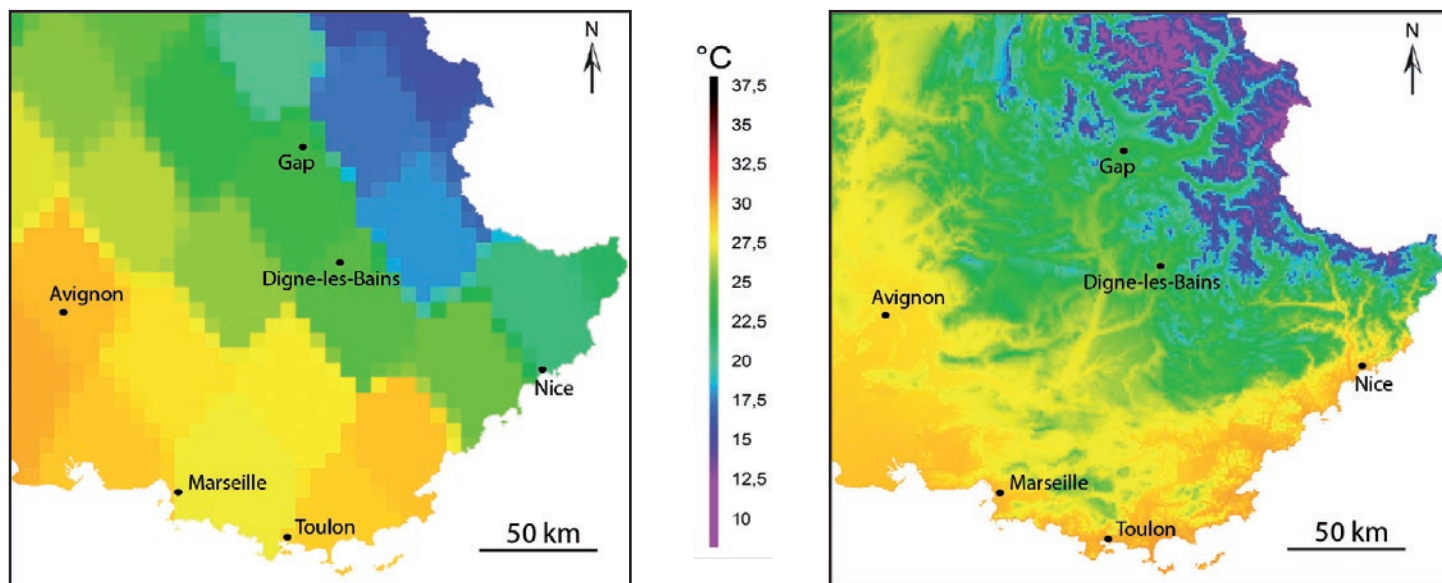 N
Gap
Digne-les-Bains
Avignon
Nice
Marseille
Toulon
50 km
°C
37,5
35
32,5
30
27,5
25
22,5
20
17,5
15
12,5
10
N
Gap
Digne-les-Bains
Avignon
Nice
Marseille
Toulon
50 km